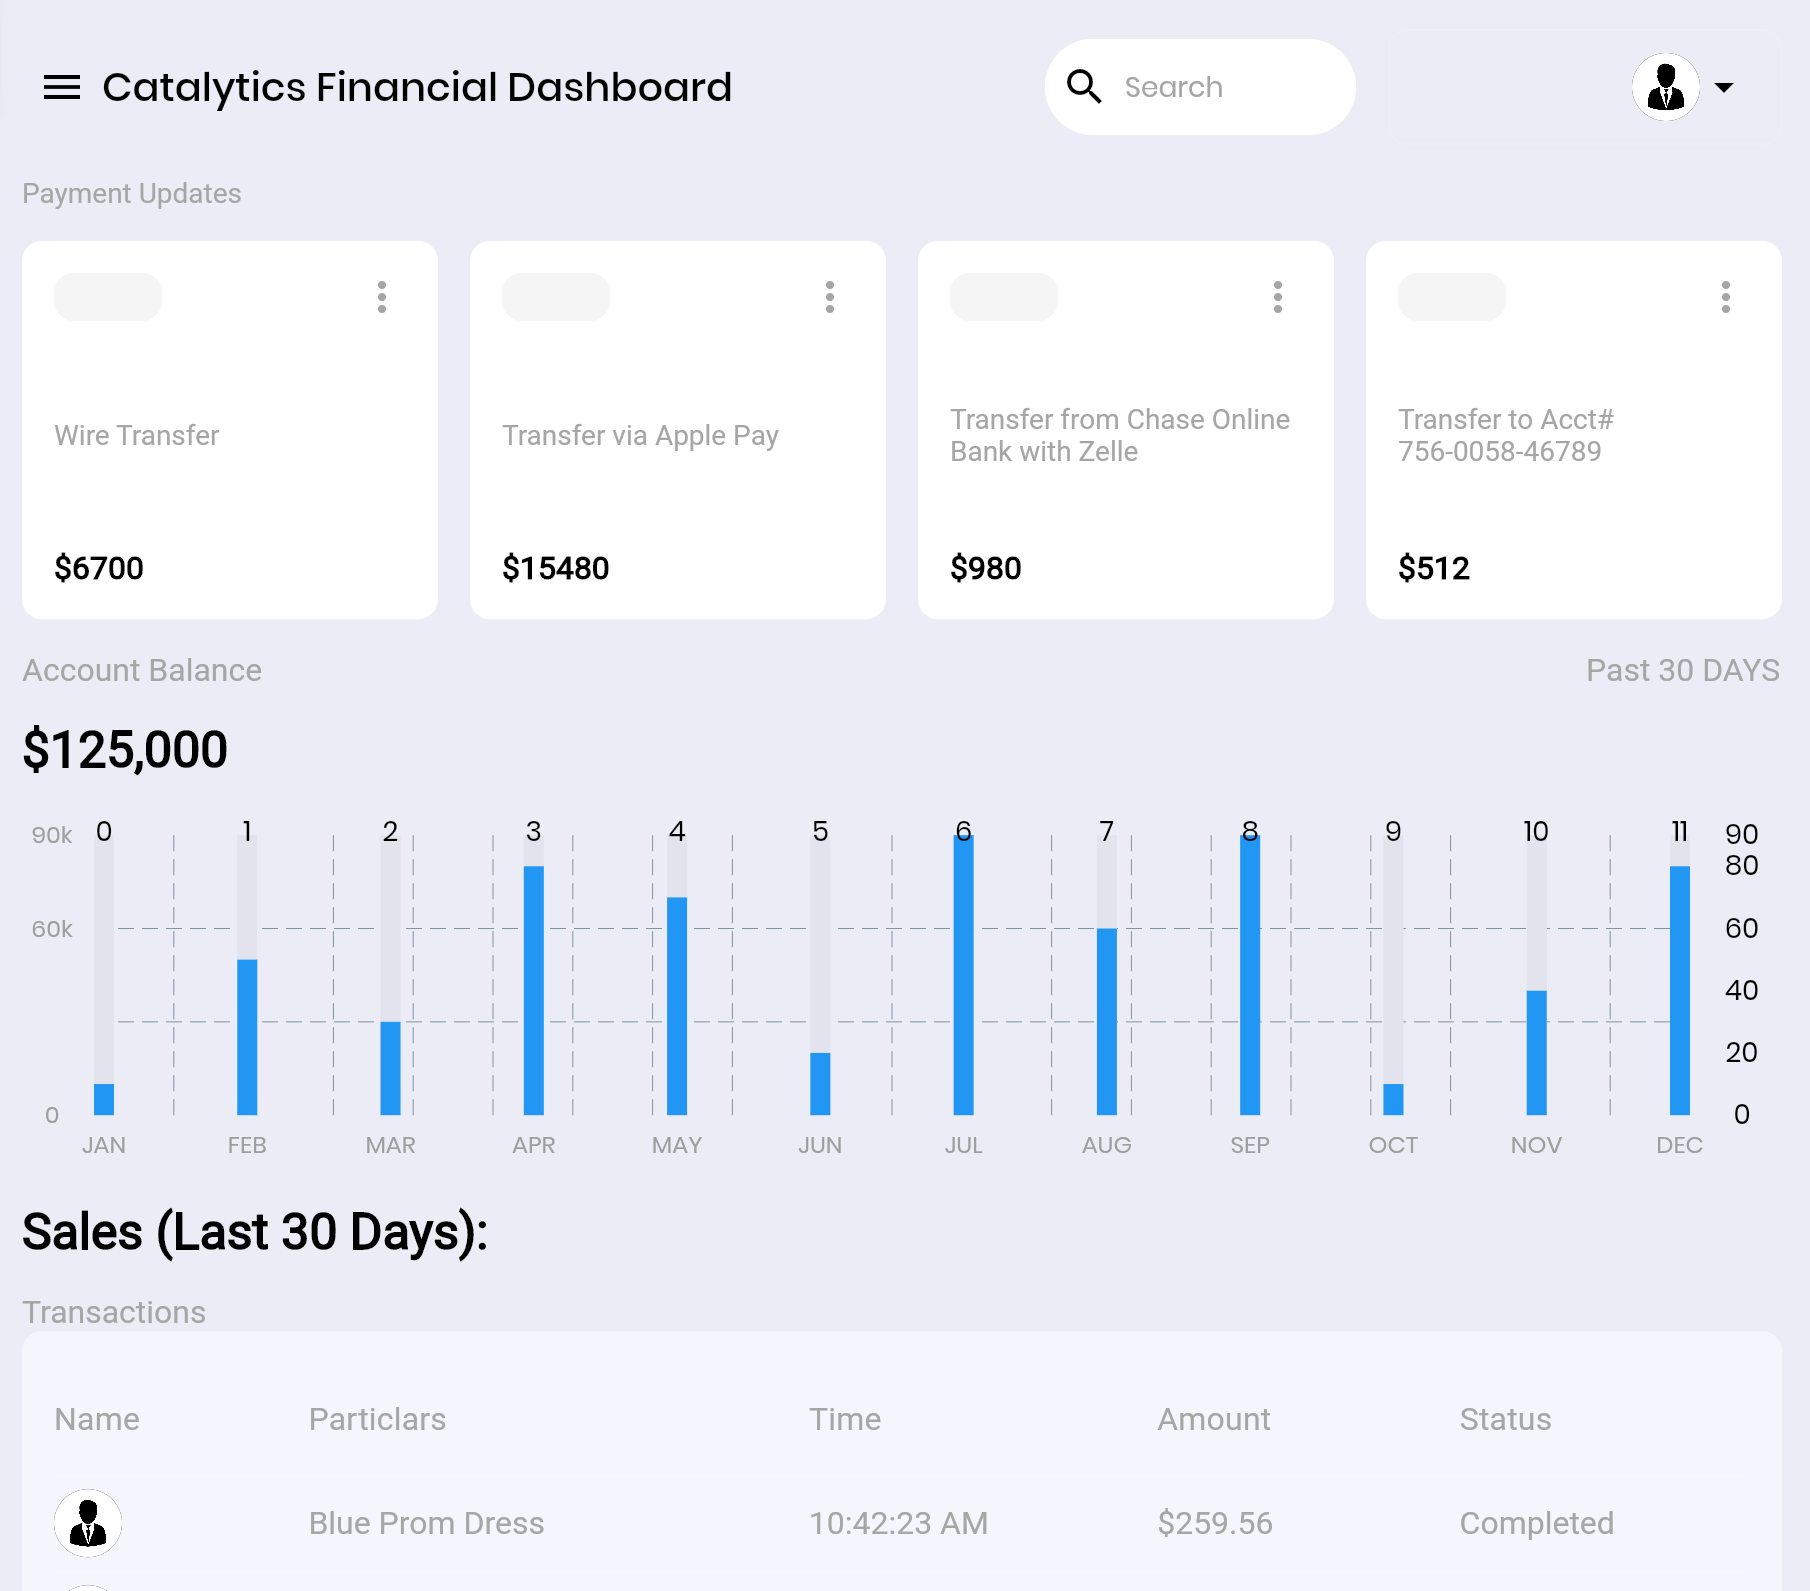 Catalytics Financial Dashboard
Search
Payment Updates
Wire Transfer
$6700
Transfer via Apple Pay
$15480
Transfer from Chase Online
Bank with Zelle
$980
Transfer to Acct#
756-0058-46789
$512
Account Balance
Past 30 DAYS
$125,000
90k
60k
0
0 1 2 3 4 5 6 7 8 9 10 11
90
80
60
40
20
0
JAN FEB MAR APR MAY JUN JUL AUG SEP OCT NOV DEC
Sales (Last 30 Days):
Transactions
Name Particlars Time Amount Status
Blue Prom Dress 10:42:23 AM $259.56 Completed